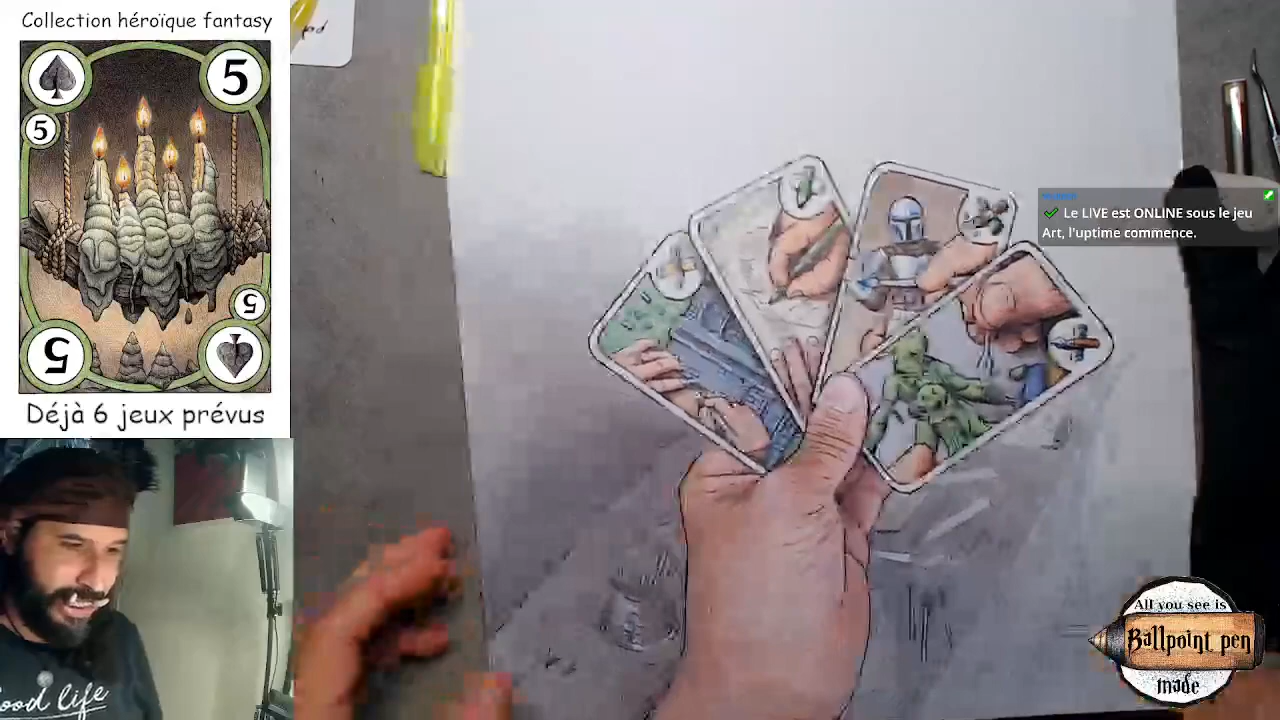 Collection héroïque fantasy
5
5
5
5
Déjà 6 jeux prévus
ood life
Le LIVE est ONLINE sous le jeu
Art, l'uptime commence.
All you see is
Ballpoint pen
made